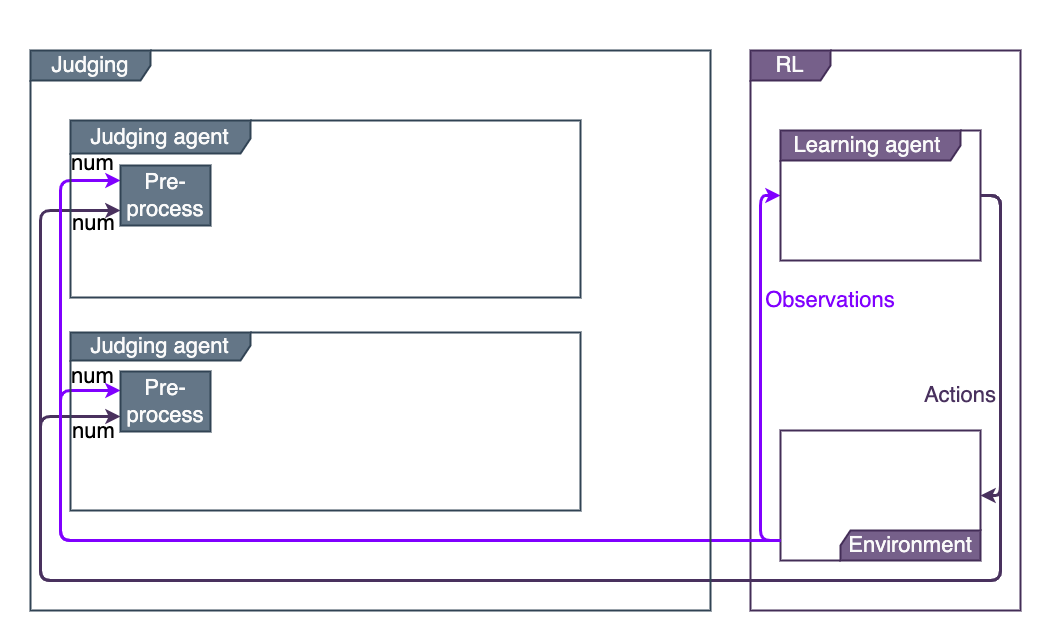 Judging
RL
Judging agent
num
Pre-
process
num
Learning agent
Observations
Judging agent
num
Pre-
process
num
Actions
Environment